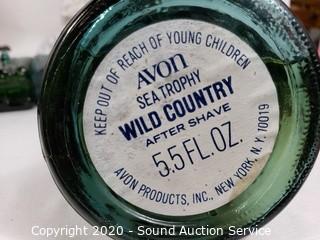 KEEP OUT OF REACH OF YOUNG CHILDREN
AVON
SEA TROPHY
WILD COUNTRY
AFTER SHAVE
5.5 FL. OZ.
AVON PRODUCTS, INC., NEW YORK, N.Y. 10019
Copyright 2020 - Sound Auction Service